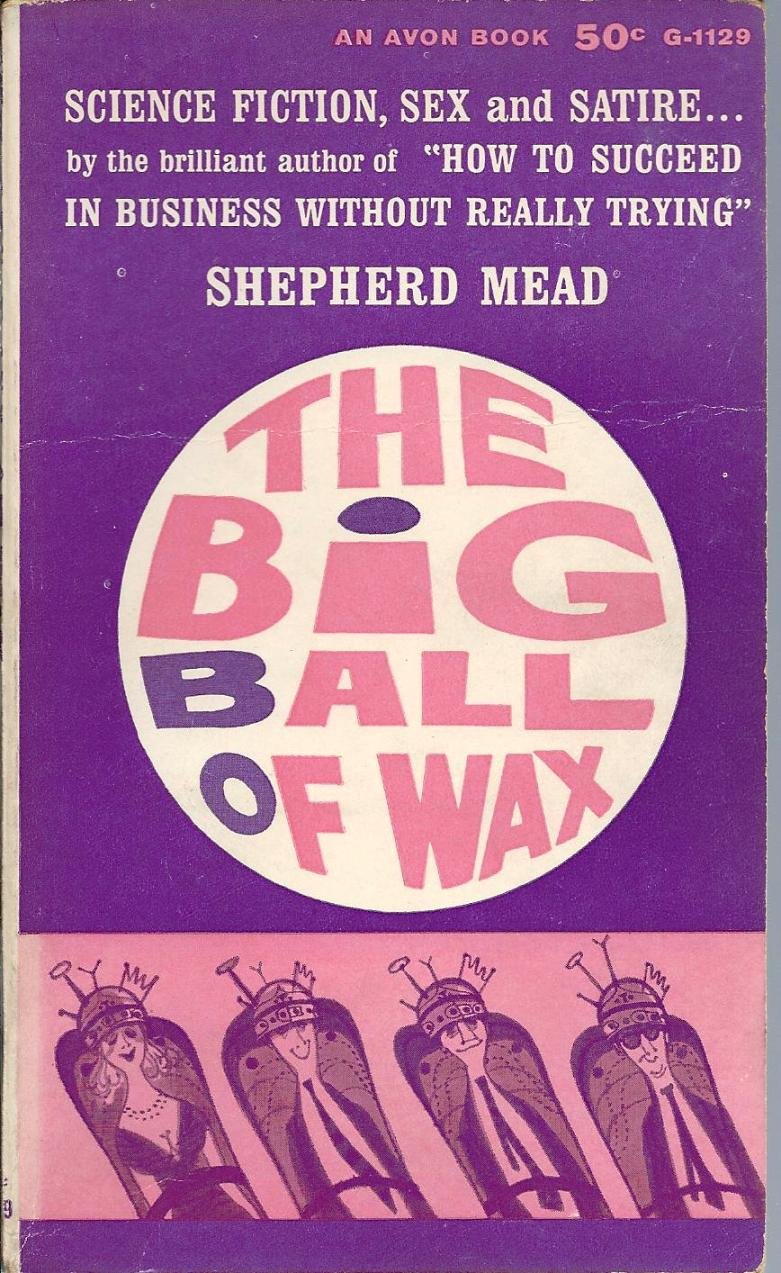 AN AVON BOOK 50c G-1129
SCIENCE FICTION, SEX and SATIRE...
by the brilliant author of "HOW TO SUCCEED
IN BUSINESS WITHOUT REALLY TRYING"
SHEPHERD MEAD
THE
BiG
BALL
OF WAX